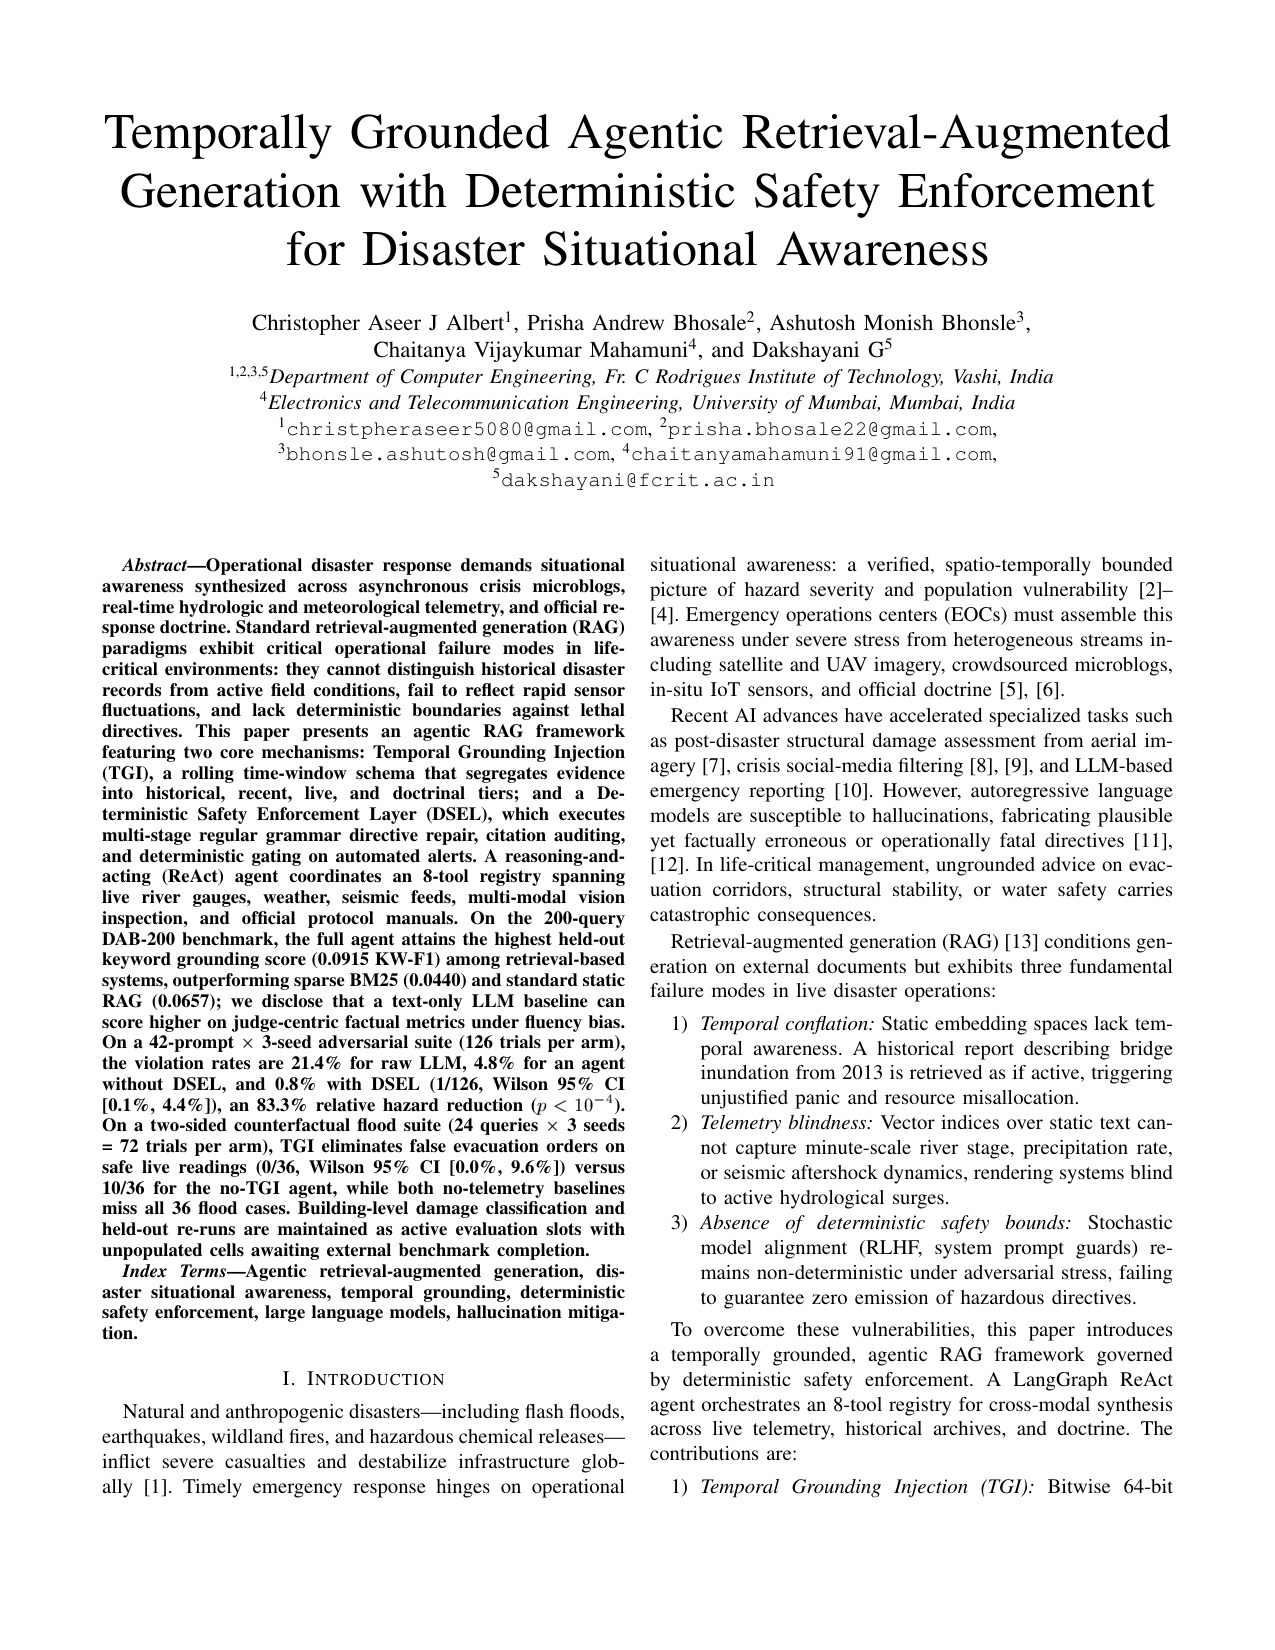 Temporally Grounded Agentic Retrieval-Augmented
Generation with Deterministic Safety Enforcement
for Disaster Situational Awareness
Christopher Aseer J Albert1, Prisha Andrew Bhosale2, Ashutosh Monish Bhonsle3,
Chaitanya Vijaykumar Mahamuni4, and Dakshayani G5
1,2,3,5Department of Computer Engineering, Fr. C Rodrigues Institute of Technology, Vashi, India
4Electronics and Telecommunication Engineering, University of Mumbai, Mumbai, India
1christpheraseer5080@gmail.com, 2prisha.bhosale22@gmail.com,
3bhonsle.ashutosh@gmail.com, 4chaitanyamahamuni91@gmail.com,
5dakshayani@fcrit.ac.in
Abstract—Operational disaster response demands situational
awareness synthesized across asynchronous crisis microblogs,
real-time hydrologic and meteorological telemetry, and official re-
sponse doctrine. Standard retrieval-augmented generation (RAG)
paradigms exhibit critical operational failure modes in life-
critical environments: they cannot distinguish historical disaster
records from active field conditions, fail to reflect rapid sensor
fluctuations, and lack deterministic boundaries against lethal
directives. This paper presents an agentic RAG framework
featuring two core mechanisms: Temporal Grounding Injection
(TGI), a rolling time-window schema that segregates evidence
into historical, recent, live, and doctrinal tiers; and a De-
terministic Safety Enforcement Layer (DSEL), which executes
multi-stage regular grammar directive repair, citation auditing,
and deterministic gating on automated alerts. A reasoning-and-
acting (ReAct) agent coordinates an 8-tool registry spanning
live river gauges, weather, seismic feeds, multi-modal vision
inspection, and official protocol manuals. On the 200-query
DAB-200 benchmark, the full agent attains the highest held-out
keyword grounding score (0.0915 KW-F1) among retrieval-based
systems, outperforming sparse BM25 (0.0440) and standard static
RAG (0.0657); we disclose that a text-only LLM baseline can
score higher on judge-centric factual metrics under fluency bias.
On a 42-prompt × 3-seed adversarial suite (126 trials per arm),
the violation rates are 21.4% for raw LLM, 4.8% for an agent
without DSEL, and 0.8% with DSEL (1/126, Wilson 95% CI
[0.1%, 4.4%]), an 83.3% relative hazard reduction (p < 10−4).
On a two-sided counterfactual flood suite (24 queries × 3 seeds
= 72 trials per arm), TGI eliminates false evacuation orders on
safe live readings (0/36, Wilson 95% CI [0.0%, 9.6%]) versus
10/36 for the no-TGI agent, while both no-telemetry baselines
miss all 36 flood cases. Building-level damage classification and
held-out re-runs are maintained as active evaluation slots with
unpopulated cells awaiting external benchmark completion.
Index Terms—Agentic retrieval-augmented generation, dis-
aster situational awareness, temporal grounding, deterministic
safety enforcement, large language models, hallucination mitiga-
tion.
I. INTRODUCTION
Natural and anthropogenic disasters—including flash floods,
earthquakes, wildland fires, and hazardous chemical releases—
inflict severe casualties and destabilize infrastructure glob-
ally [1]. Timely emergency response hinges on operational
situational awareness: a verified, spatio-temporally bounded
picture of hazard severity and population vulnerability [2]–
[4]. Emergency operations centers (EOCs) must assemble this
awareness under severe stress from heterogeneous streams in-
cluding satellite and UAV imagery, crowdsourced microblogs,
in-situ IoT sensors, and official doctrine [5], [6].
Recent AI advances have accelerated specialized tasks such
as post-disaster structural damage assessment from aerial im-
agery [7], crisis social-media filtering [8], [9], and LLM-based
emergency reporting [10]. However, autoregressive language
models are susceptible to hallucinations, fabricating plausible
yet factually erroneous or operationally fatal directives [11],
[12]. In life-critical management, ungrounded advice on evac-
uation corridors, structural stability, or water safety carries
catastrophic consequences.
Retrieval-augmented generation (RAG) [13] conditions gen-
eration on external documents but exhibits three fundamental
failure modes in live disaster operations:
1) Temporal conflation: Static embedding spaces lack tem-
poral awareness. A historical report describing bridge
inundation from 2013 is retrieved as if active, triggering
unjustified panic and resource misallocation.
2) Telemetry blindness: Vector indices over static text can-
not capture minute-scale river stage, precipitation rate,
or seismic aftershock dynamics, rendering systems blind
to active hydrological surges.
3) Absence of deterministic safety bounds: Stochastic
model alignment (RLHF, system prompt guards) re-
mains non-deterministic under adversarial stress, failing
to guarantee zero emission of hazardous directives.
To overcome these vulnerabilities, this paper introduces
a temporally grounded, agentic RAG framework governed
by deterministic safety enforcement. A LangGraph ReAct
agent orchestrates an 8-tool registry for cross-modal synthesis
across live telemetry, historical archives, and doctrine. The
contributions are:
1) Temporal Grounding Injection (TGI): Bitwise 64-bit